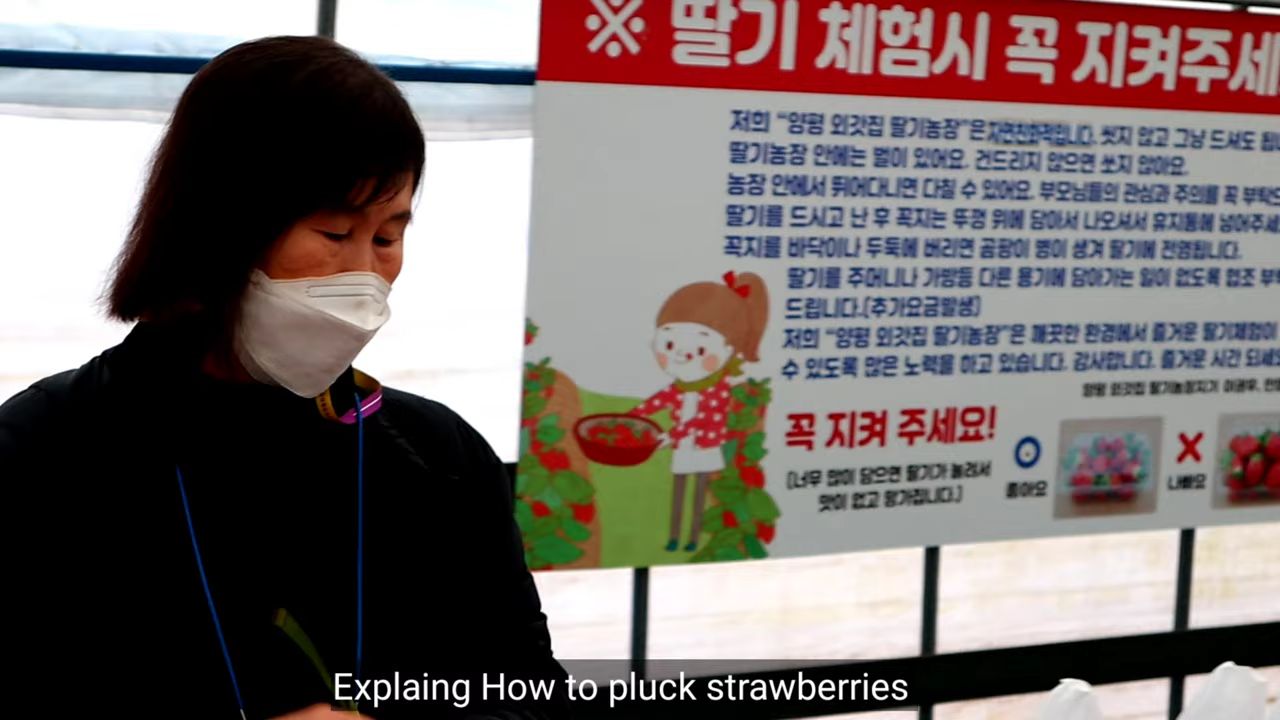 ※ 딸기 체험시 꼭 지켜주세
저희 "양평 외갓집 딸기농장"은 자연친화적입니다. 씻지 않고 그냥 드셔도 됩
딸기농장 안에는 벌이 있어요. 건드리지 않으면 쏘지 않아요.
농장 안에서 뛰어다니면 다칠 수 있어요. 부모님들의 관심과 주의를 꼭 부탁
딸기를 드시고 난 후 꼭지는 뚜껑 위에 담아서 나오셔서 휴지통에 넣어주세
꼭지를 바닥이나 두둑에 버리면 곰팡이 병이 생겨 딸기에 전염됩니다.
딸기를 주머니나 가방등 다른 용기에 담아가는 일이 없도록 협조 부
드립니다.(추가요금발생)
저희 "양평 외갓집 딸기농장"은 깨끗한 환경에서 즐거운 딸기체험이
수 있도록 많은 노력을 하고 있습니다. 감사합니다. 즐거운 시간 되세
양평 외갓집 딸기농장지기
꼭 지켜 주세요!
(너무 많이 담으면 딸기가 눌려서
맛이 없고 망가집니다.)
좋아요
나빠요
Explaing How to pluck strawberries